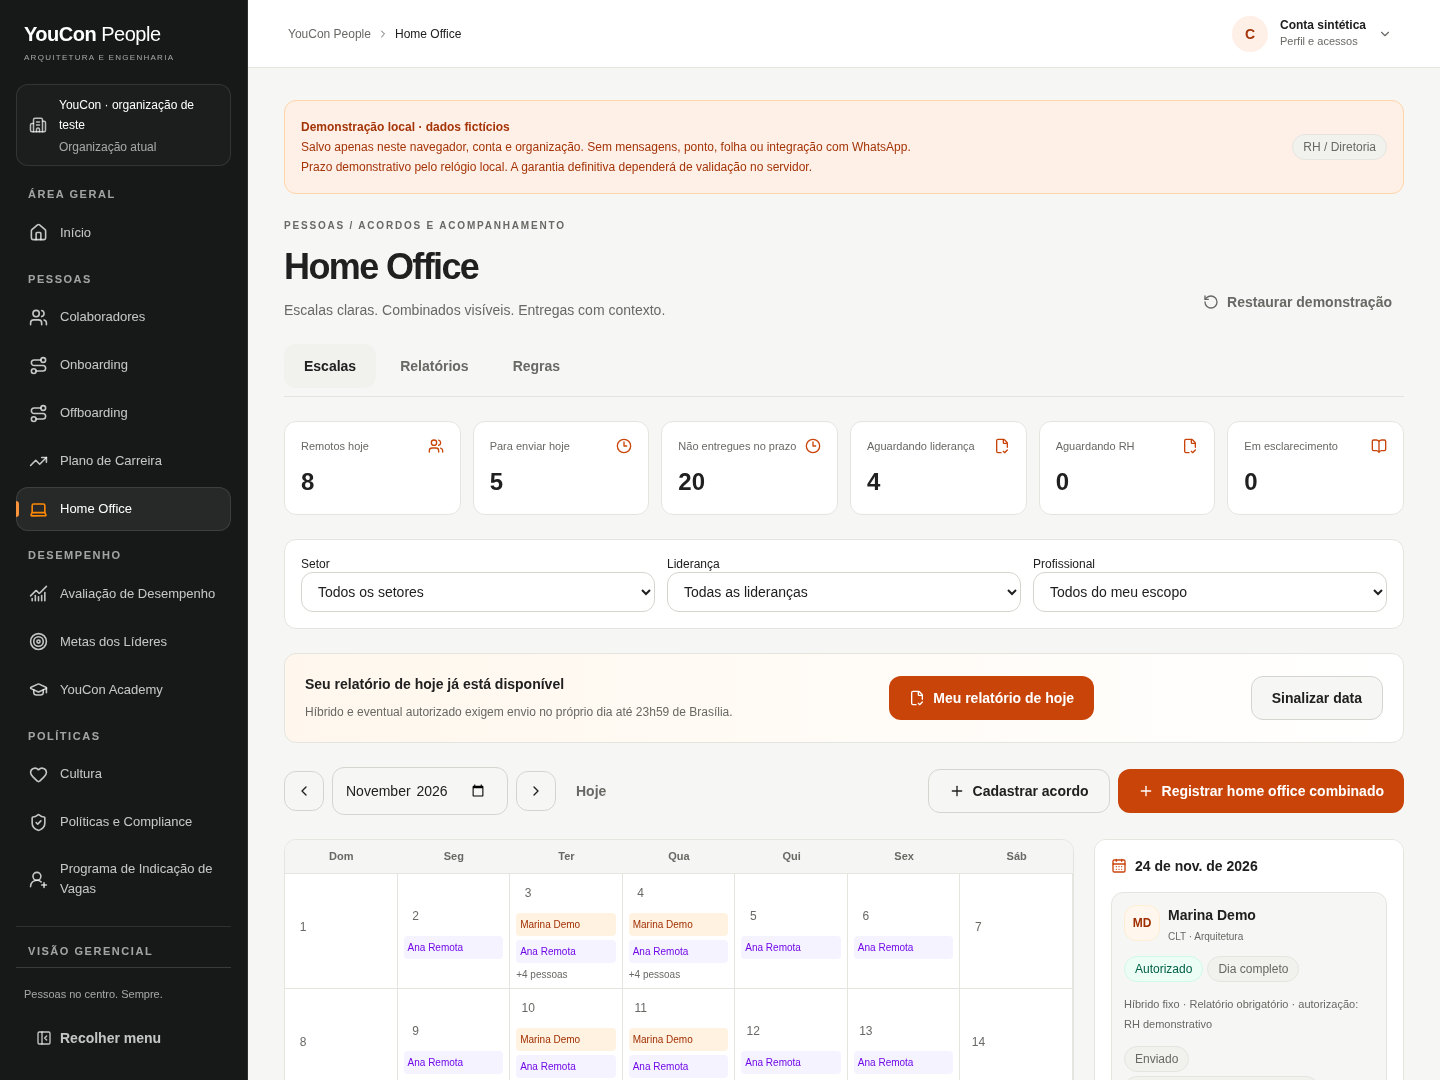 YouCon People
ARQUITETURA E ENGENHARIA
YouCon · organização de
teste
Organização atual
ÁREA GERAL
Início
PESSOAS
Colaboradores
Onboarding
Offboarding
Plano de Carreira
Home Office
DESEMPENHO
Avaliação de Desempenho
Metas dos Líderes
YouCon Academy
POLÍTICAS
Cultura
Políticas e Compliance
Programa de Indicação de
Vagas
VISÃO GERENCIAL
Pessoas no centro. Sempre.
Recolher menu
YouCon People > Home Office
C
Conta sintética
Perfil e acessos
Demonstração local · dados fictícios
Salvo apenas neste navegador, conta e organização. Sem mensagens, ponto, folha ou integração com WhatsApp.
Prazo demonstrativo pelo relógio local. A garantia definitiva dependerá de validação no servidor.
RH / Diretoria
PESSOAS / ACORDOS E ACOMPANHAMENTO
Home Office
Escalas claras. Combinados visíveis. Entregas com contexto.
Restaurar demonstração
Escalas Relatórios Regras
Remotos hoje
8
Para enviar hoje
5
Não entregues no prazo
20
Aguardando liderança
4
Aguardando RH
0
Em esclarecimento
0
Setor
Todos os setores
Liderança
Todas as lideranças
Profissional
Todos do meu escopo
Seu relatório de hoje já está disponível
Híbrido e eventual autorizado exigem envio no próprio dia até 23h59 de Brasília.
Meu relatório de hoje
Sinalizar data
November 2026
Hoje
Cadastrar acordo
Registrar home office combinado
Dom Seg Ter Qua Qui Sex Sáb
1
2
Ana Remota
3
Marina Demo
Ana Remota
+4 pessoas
4
Marina Demo
Ana Remota
+4 pessoas
5
Ana Remota
6
Ana Remota
7
8
9
Ana Remota
10
Marina Demo
Ana Remota
11
Marina Demo
Ana Remota
12
Ana Remota
13
Ana Remota
14
24 de nov. de 2026
MD
Marina Demo
CLT · Arquitetura
Autorizado
Dia completo
Híbrido fixo · Relatório obrigatório · autorização:
RH demonstrativo
Enviado